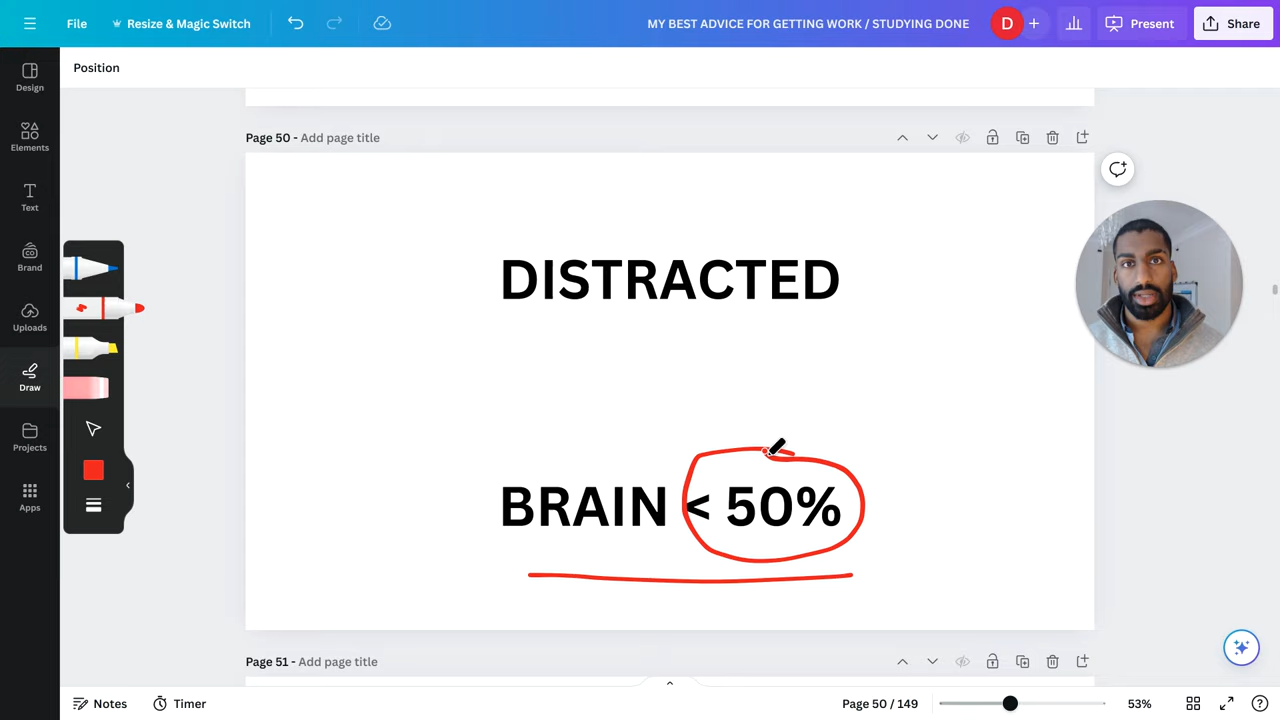 File
Resize & Magic Switch
MY BEST ADVICE FOR GETTING WORK / STUDYING DONE
D
+
Present
Share
Position
Design
Elements
Text
Brand
Uploads
Draw
Projects
Apps
Page 50 - Add page title
DISTRACTED
BRAIN < 50%
Page 51 - Add page title
Notes
Timer
Page 50 / 149
53%